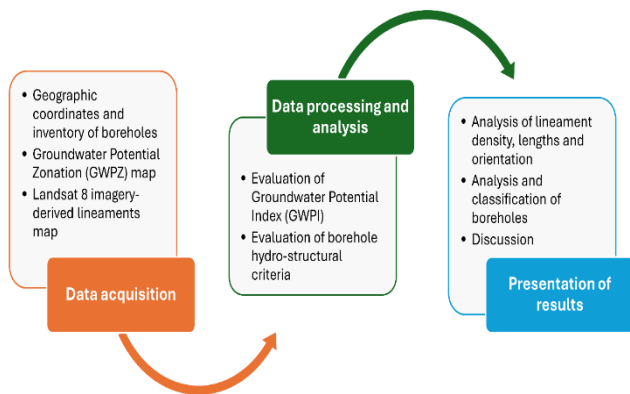 • Geographic
coordinates and
inventory of boreholes
• Groundwater Potential
Zonation (GWPZ) map
• Landsat 8 imagery-
derived lineaments
map
Data acquisition
Data processing and
analysis
• Evaluation of
Groundwater Potential
Index (GWPI)
• Evaluation of borehole
hydro-structural
criteria
• Analysis of lineament
density, lengths and
orientation
• Analysis and
classification of
boreholes
• Discussion
Presentation of
results